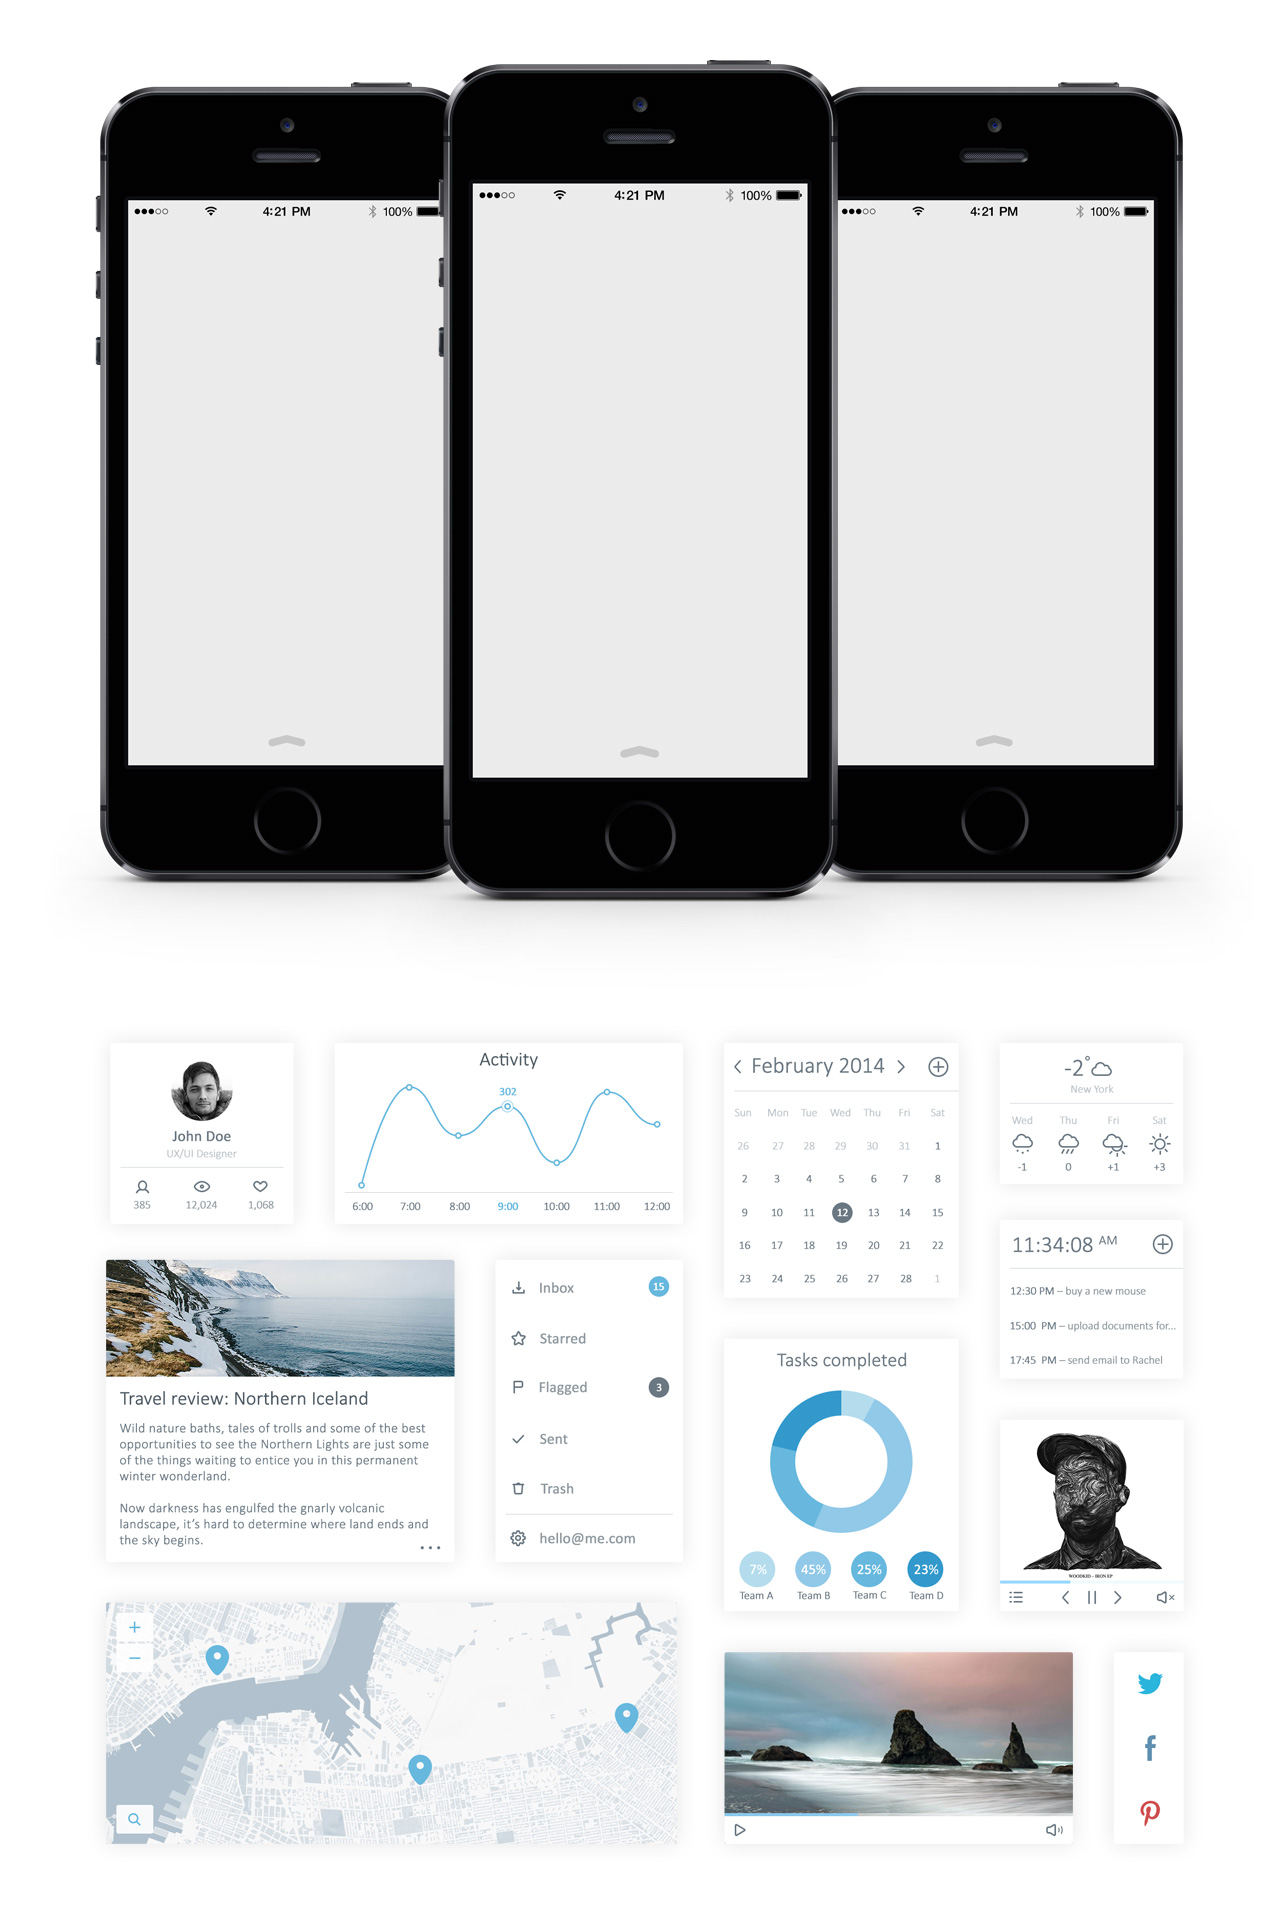 4:21 PM 100%
4:21 PM 100%
4:21 PM 100%
John Doe
UX/UI Designer
385 12,024 1,068
Activity
302
6:00 7:00 8:00 9:00 10:00 11:00 12:00
February 2014
Sun Mon Tue Wed Thu Fri Sat
26 27 28 29 30 31 1
2 3 4 5 6 7 8
9 10 11 12 13 14 15
16 17 18 19 20 21 22
23 24 25 26 27 28 1
-2°
New York
Wed Thu Fri Sat
-1 0 +1 +3
11:34:08 AM
12:30 PM – buy a new mouse
15:00 PM – upload documents for...
17:45 PM – send email to Rachel
Travel review: Northern Iceland
Wild nature baths, tales of trolls and some of the best
opportunities to see the Northern Lights are just some
of the things waiting to entice you in this permanent
winter wonderland.
Now darkness has engulfed the gnarly volcanic
landscape, it’s hard to determine where land ends and
the sky begins.
Inbox 15
Starred
Flagged 3
Sent
Trash
hello@me.com
Tasks completed
7% 45% 25% 23%
Team A Team B Team C Team D
WOODKID – IRON EP